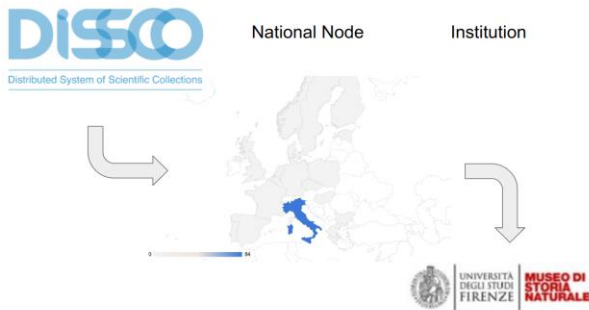 DiSSCo
Distributed System of Scientific Collections
National Node
Institution
0
84
UNIVERSITÀ
DEGLI STUDI
FIRENZE
MUSEO DI
STORIA
NATURALE